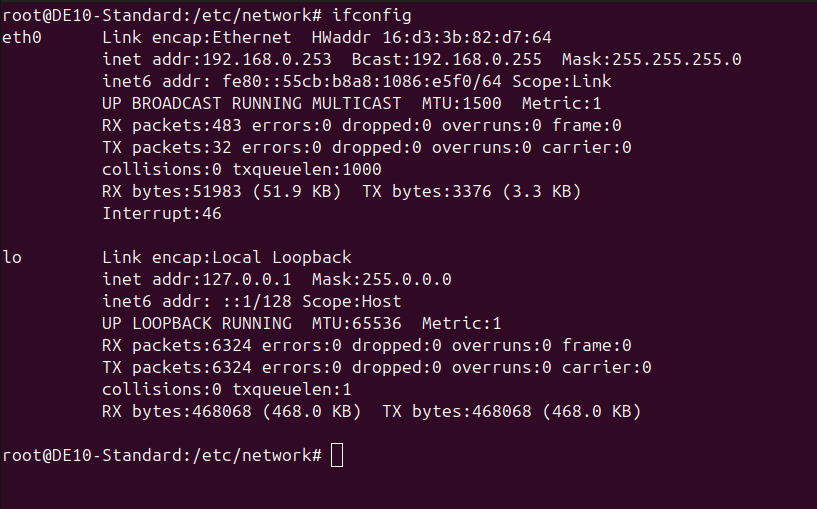 root@DE10-Standard:/etc/network# ifconfig
eth0      Link encap:Ethernet  HWaddr 16:d3:3b:82:d7:64
          inet addr:192.168.0.253  Bcast:192.168.0.255  Mask:255.255.255.0
          inet6 addr: fe80::55cb:b8a8:1086:e5f0/64 Scope:Link
          UP BROADCAST RUNNING MULTICAST  MTU:1500  Metric:1
          RX packets:483 errors:0 dropped:0 overruns:0 frame:0
          TX packets:32 errors:0 dropped:0 overruns:0 carrier:0
          collisions:0 txqueuelen:1000
          RX bytes:51983 (51.9 KB)  TX bytes:3376 (3.3 KB)
          Interrupt:46

lo        Link encap:Local Loopback
          inet addr:127.0.0.1  Mask:255.0.0.0
          inet6 addr: ::1/128 Scope:Host
          UP LOOPBACK RUNNING  MTU:65536  Metric:1
          RX packets:6324 errors:0 dropped:0 overruns:0 frame:0
          TX packets:6324 errors:0 dropped:0 overruns:0 carrier:0
          collisions:0 txqueuelen:1
          RX bytes:468068 (468.0 KB)  TX bytes:468068 (468.0 KB)

root@DE10-Standard:/etc/network#